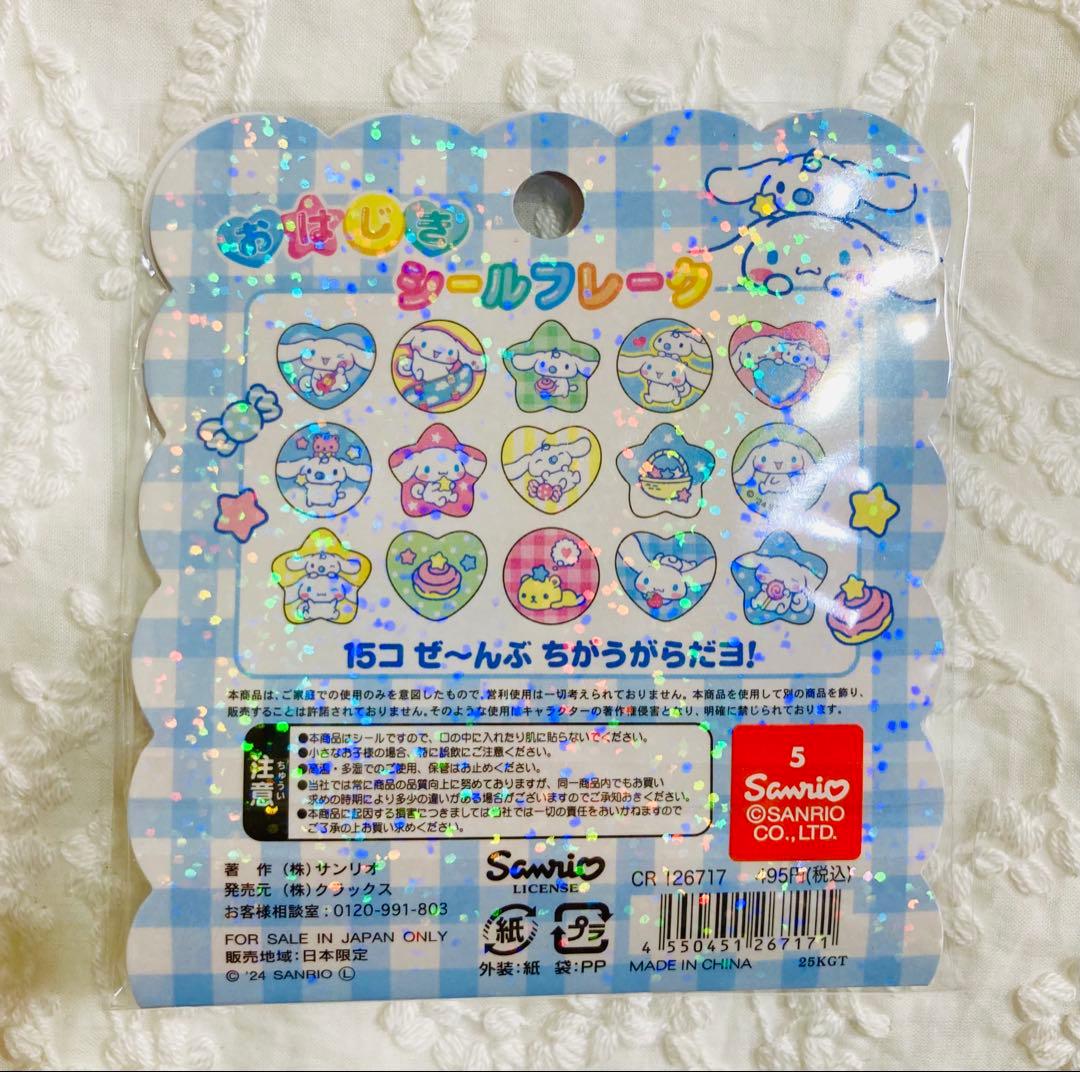 おはじき
シールフレーク
©'24
15コ ぜ〜んぶ ちがうがらだヨ!
本商品は、ご家庭での使用のみを意図したもので、営利使用は一切考えられておりません。本商品を使用して別の商品を飾り、
販売することは許諾されておりません。そのような使用はキャラクターの著作権侵害となり、明確に禁じられております。
注意
ちゅうい
●本商品はシールですので、口の中に入れたり肌に貼らないでください。
●小さなお子様の場合、特に誤飲にご注意ください。
●高温・多湿でのご使用、保管はお止めください。
●当社では常に商品の品質向上に努めておりますが、同一商品内でもお買い
求めの時期により多少の違いがある場合がございますのでご承知おきください。
●本商品に起因する損害につきましては当社では一切の責任をおいかねますので
ご了承の上お買い求めください。
5
Sanrio
©SANRIO
CO.,LTD.
著 作 (株)サンリオ
発売元 (株)クラックス
お客様相談室:0120-991-803
FOR SALE IN JAPAN ONLY
販売地域:日本限定
©'24 SANRIO Ⓛ
Sanrio
LICENSE
紙 プラ
外装:紙 袋:PP
CR 126717 495円(税込)
4 550451 267171
MADE IN CHINA 25KGT